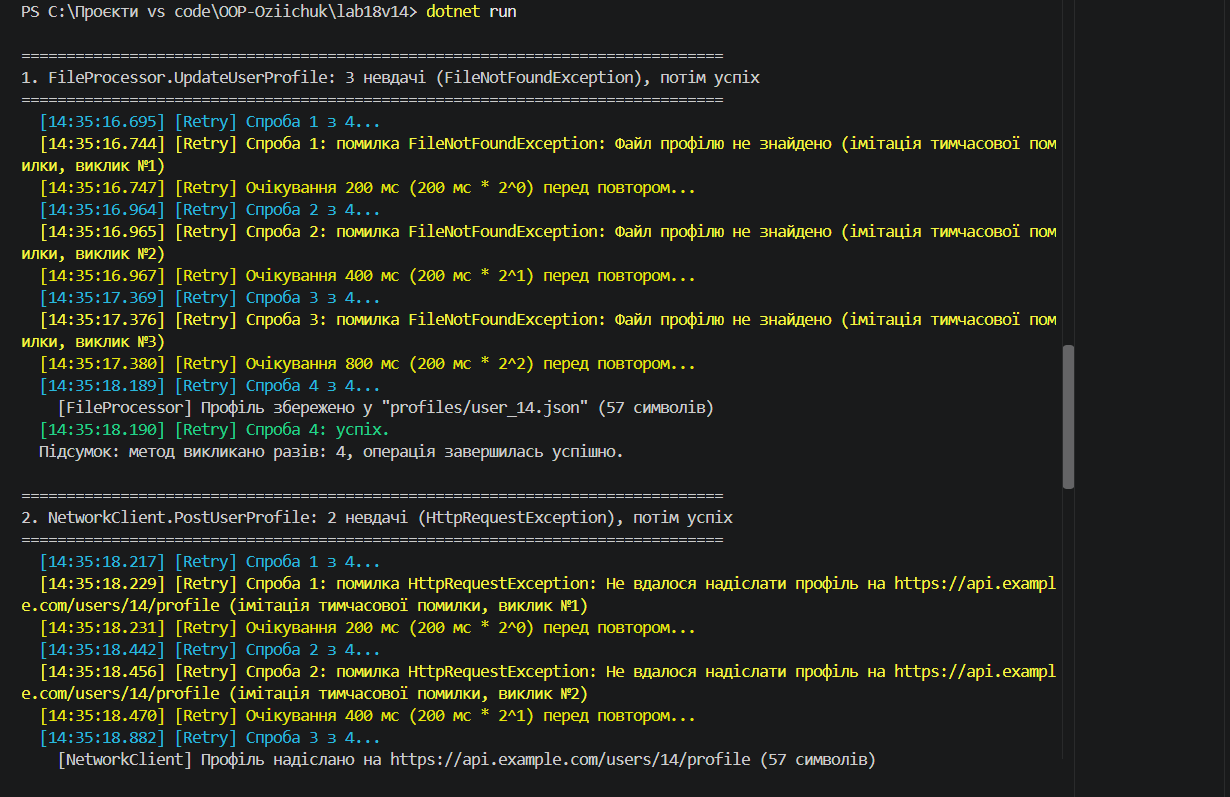 PS C:\Проєкти vs code\OOP-Oziichuk\lab18v14> dotnet run
==============================================================================
1. FileProcessor.UpdateUserProfile: 3 невдачі (FileNotFoundException), потім успіх
==============================================================================
[14:35:16.695] [Retry] Спроба 1 з 4...
[14:35:16.744] [Retry] Спроба 1: помилка FileNotFoundException: Файл профілю не знайдено (імітація тимчасової пом
илки, виклик №1)
[14:35:16.747] [Retry] Очікування 200 мс (200 мс * 2^0) перед повтором...
[14:35:16.964] [Retry] Спроба 2 з 4...
[14:35:16.965] [Retry] Спроба 2: помилка FileNotFoundException: Файл профілю не знайдено (імітація тимчасової пом
илки, виклик №2)
[14:35:16.967] [Retry] Очікування 400 мс (200 мс * 2^1) перед повтором...
[14:35:17.369] [Retry] Спроба 3 з 4...
[14:35:17.376] [Retry] Спроба 3: помилка FileNotFoundException: Файл профілю не знайдено (імітація тимчасової пом
илки, виклик №3)
[14:35:17.380] [Retry] Очікування 800 мс (200 мс * 2^2) перед повтором...
[14:35:18.189] [Retry] Спроба 4 з 4...
[FileProcessor] Профіль збережено у "profiles/user_14.json" (57 символів)
[14:35:18.190] [Retry] Спроба 4: успіх.
Підсумок: метод викликано разів: 4, операція завершилась успішно.
==============================================================================
2. NetworkClient.PostUserProfile: 2 невдачі (HttpRequestException), потім успіх
==============================================================================
[14:35:18.217] [Retry] Спроба 1 з 4...
[14:35:18.229] [Retry] Спроба 1: помилка HttpRequestException: Не вдалося надіслати профіль на https://api.exampl
e.com/users/14/profile (імітація тимчасової помилки, виклик №1)
[14:35:18.231] [Retry] Очікування 200 мс (200 мс * 2^0) перед повтором...
[14:35:18.442] [Retry] Спроба 2 з 4...
[14:35:18.456] [Retry] Спроба 2: помилка HttpRequestException: Не вдалося надіслати профіль на https://api.exampl
e.com/users/14/profile (імітація тимчасової помилки, виклик №2)
[14:35:18.470] [Retry] Очікування 400 мс (200 мс * 2^1) перед повтором...
[14:35:18.882] [Retry] Спроба 3 з 4...
[NetworkClient] Профіль надіслано на https://api.example.com/users/14/profile (57 символів)